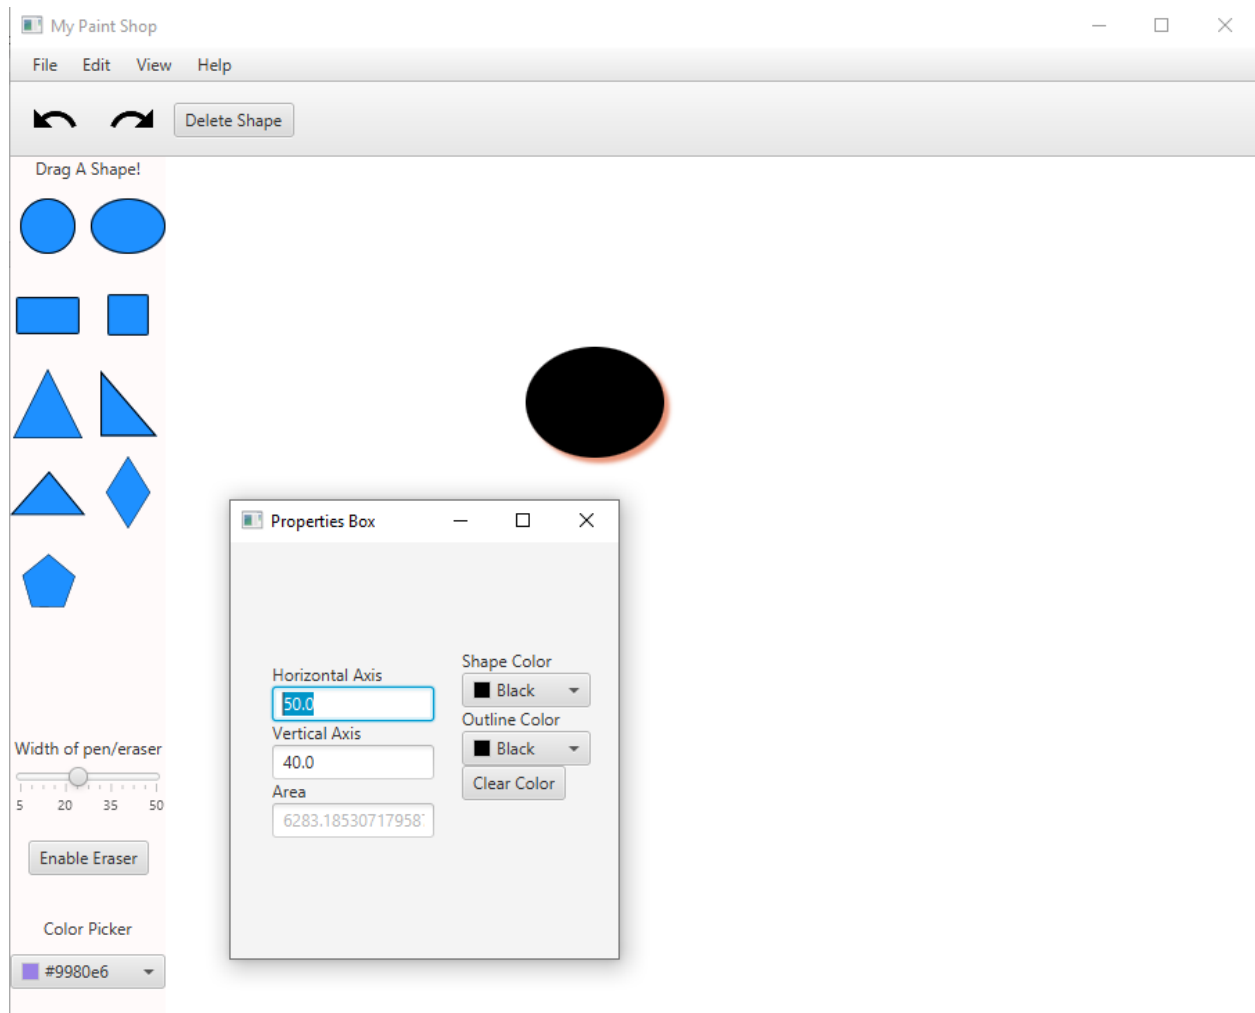 My Paint Shop
File Edit View Help
Delete Shape
Drag A Shape!
Properties Box
Shape Color
Horizontal Axis
Black
50.0
Outline Color
Vertical Axis
Black
40.0
Clear Color
Area
6283.18530717958
Width of pen/eraser
5 20 35 50
Enable Eraser
Color Picker
#9980e6